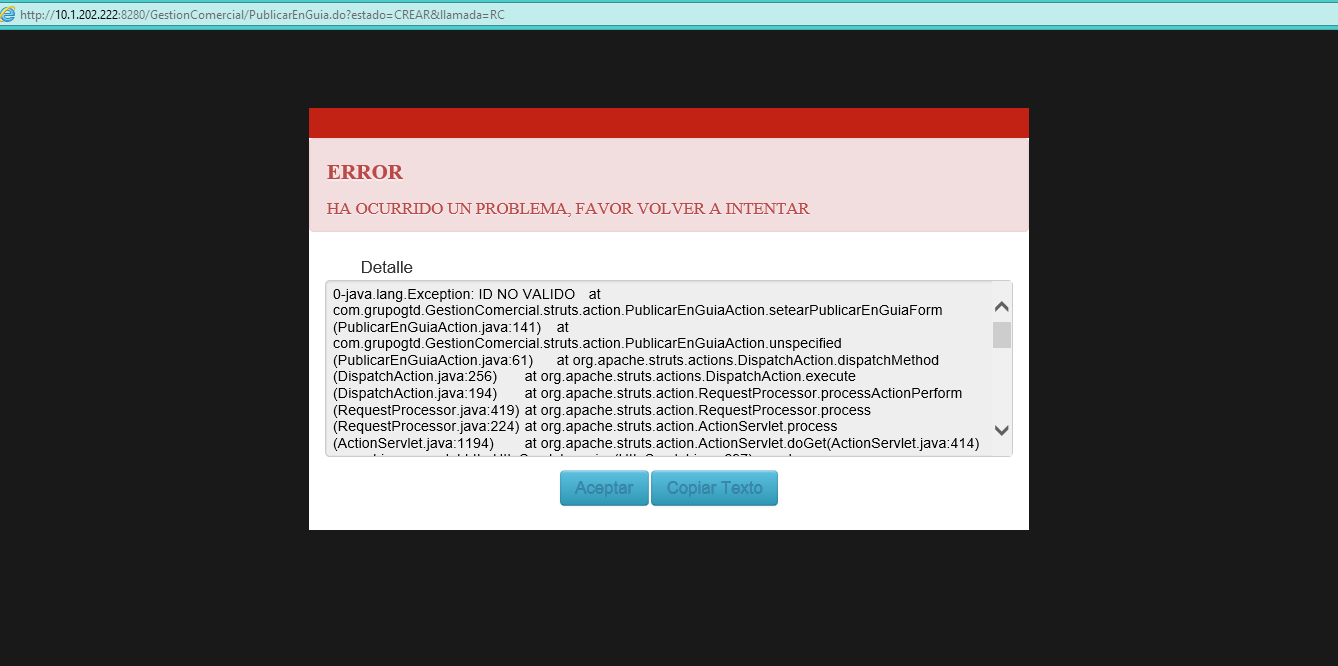 http://10.1.202.222:8280/GestionComercial/PublicarEnGuia.do?estado=CREAR&llamada=RC
ERROR
HA OCURRIDO UN PROBLEMA, FAVOR VOLVER A INTENTAR
Detalle
0-java.lang.Exception: ID NO VALIDO at
com.grupogtd.GestionComercial.struts.action.PublicarEnGuiaAction.setearPublicarEnGuiaForm
(PublicarEnGuiaAction.java:141) at
com.grupogtd.GestionComercial.struts.action.PublicarEnGuiaAction.unspecified
(PublicarEnGuiaAction.java:61) at org.apache.struts.actions.DispatchAction.dispatchMethod
(DispatchAction.java:256) at org.apache.struts.actions.DispatchAction.execute
(DispatchAction.java:194) at org.apache.struts.action.RequestProcessor.processActionPerform
(RequestProcessor.java:419) at org.apache.struts.action.RequestProcessor.process
(RequestProcessor.java:224) at org.apache.struts.action.ActionServlet.process
(ActionServlet.java:1194) at org.apache.struts.action.ActionServlet.doGet(ActionServlet.java:414)
Aceptar Copiar Texto